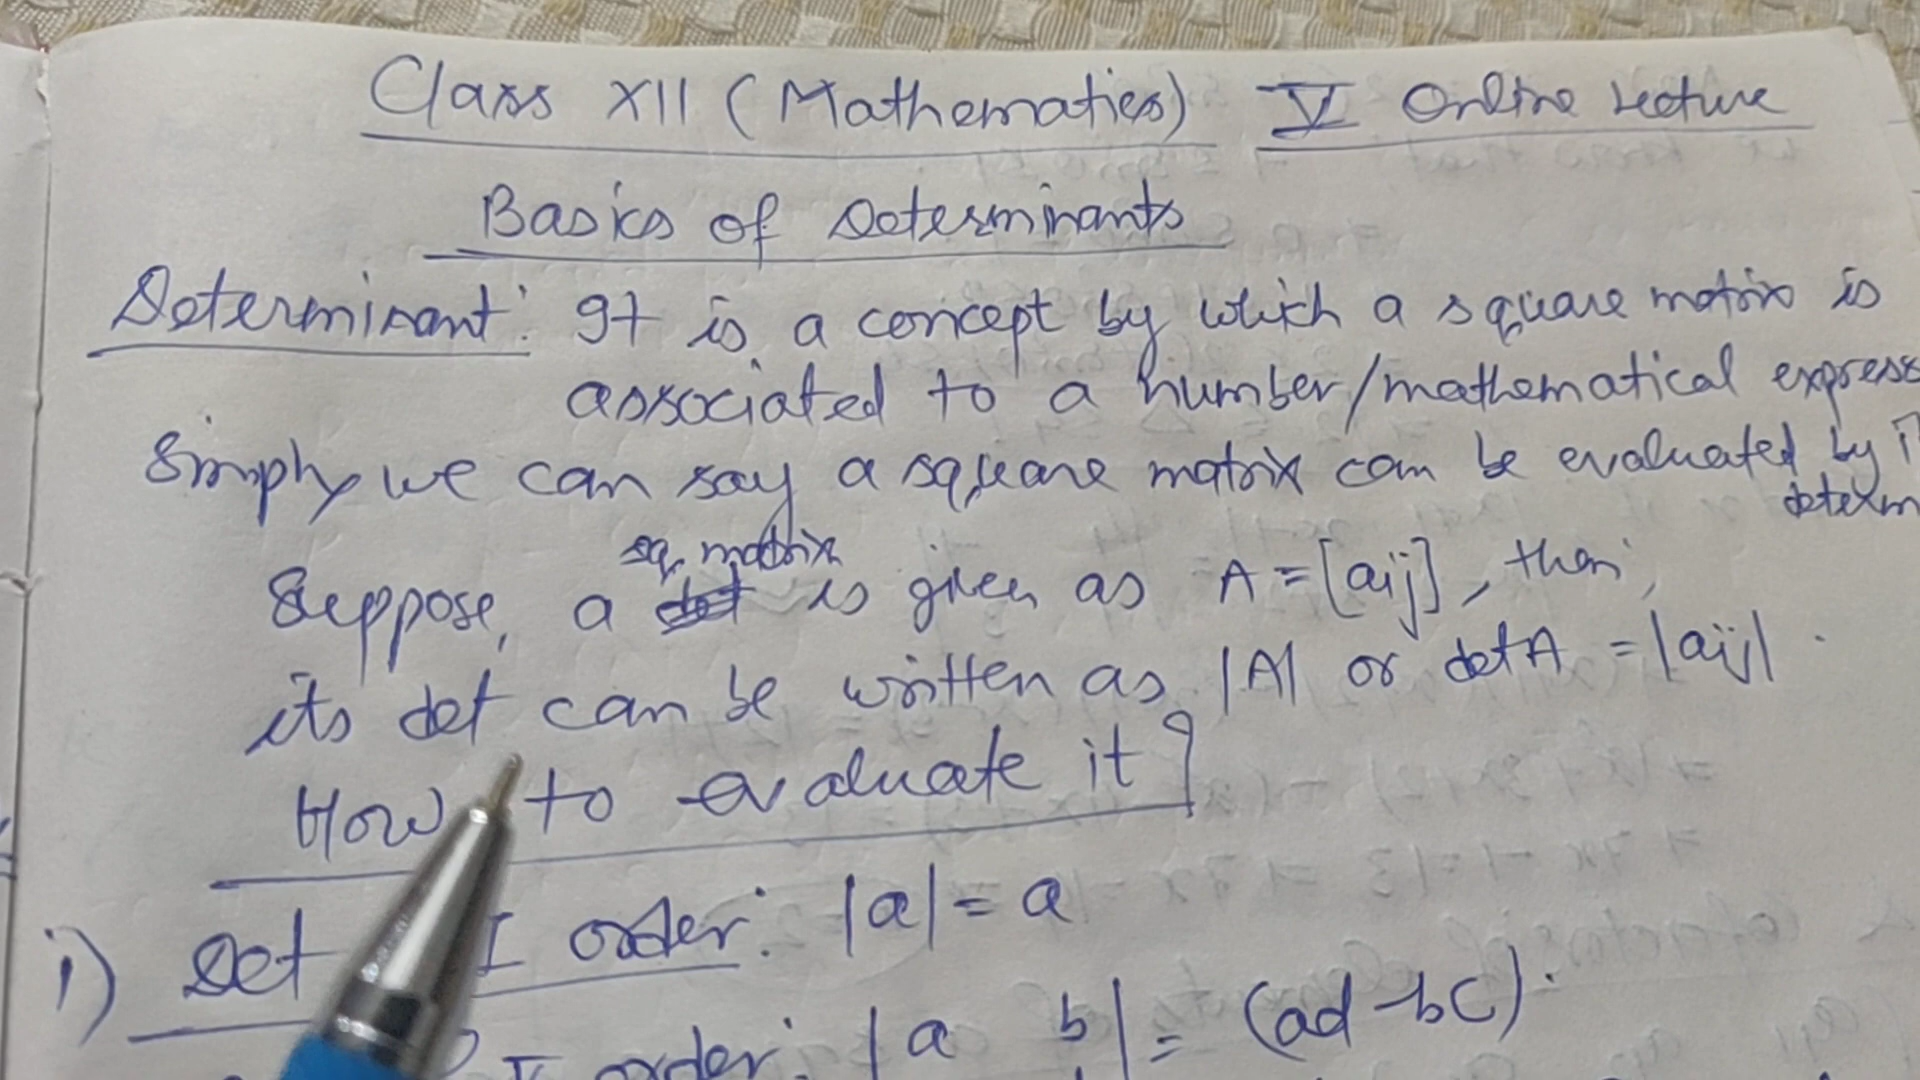 Class XII (Mathematics) V Online Lecture
Basics of Determinants
Determinant: It is a concept by which a square matrix is
associated to a number/mathematical express
Simply we can say a square matrix can be evaluated by
determ
sq. matrix
Suppose, a det is given as A = [aij], then,
its det can be written as |A| or det A = |aij|.
How to evaluate it?
i) Det I order: |a| = a
II order: |a b| = (ad - bc).